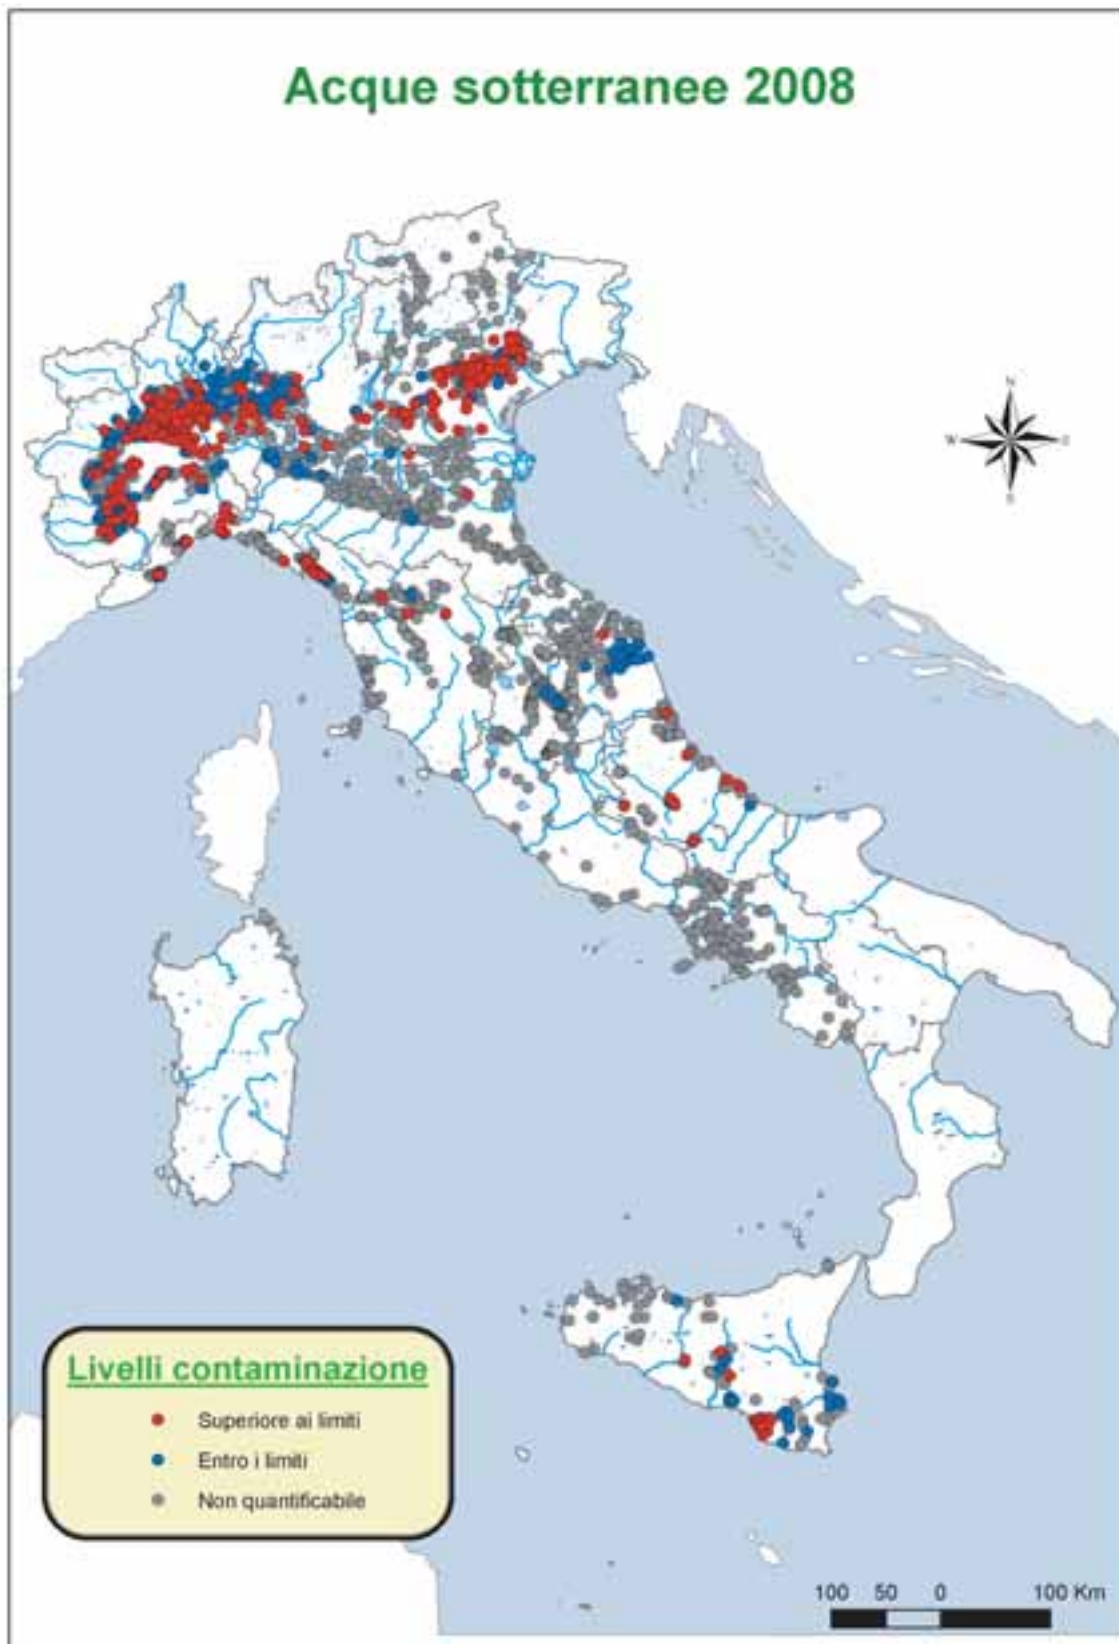 Acque sotterranee 2008
N
W
E
S
Livelli contaminazione
Superiore ai limiti
Entro i limiti
Non quantificabile
100 50 0 100 Km